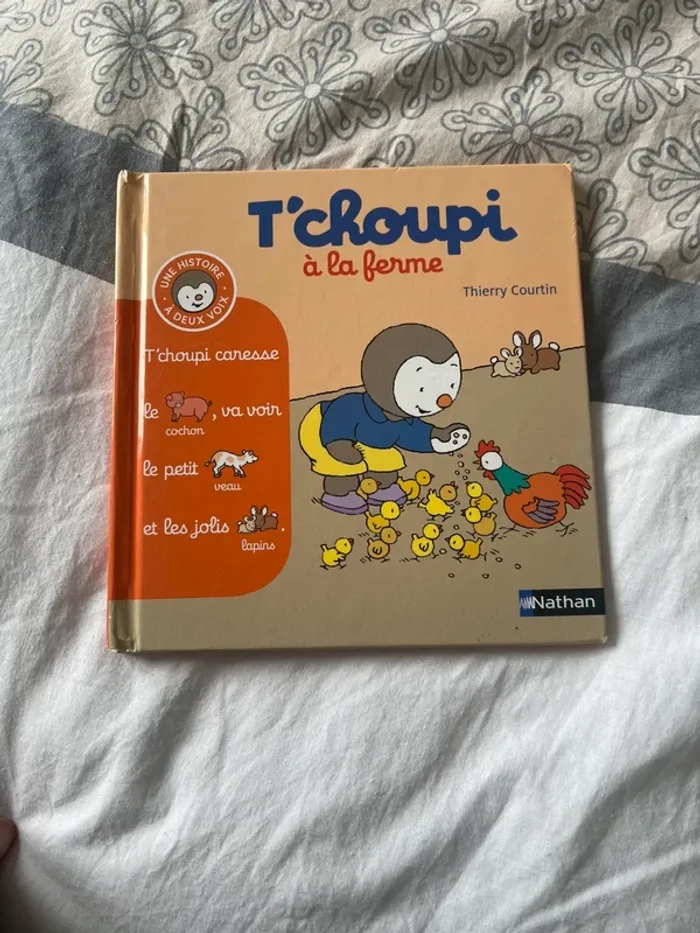 T'choupi
à la ferme
Thierry Courtin
UNE HISTOIRE
À DEUX VOIX
T'choupi caresse
le , va voir
cochon
le petit
veau
et les jolis .
lapins
Nathan